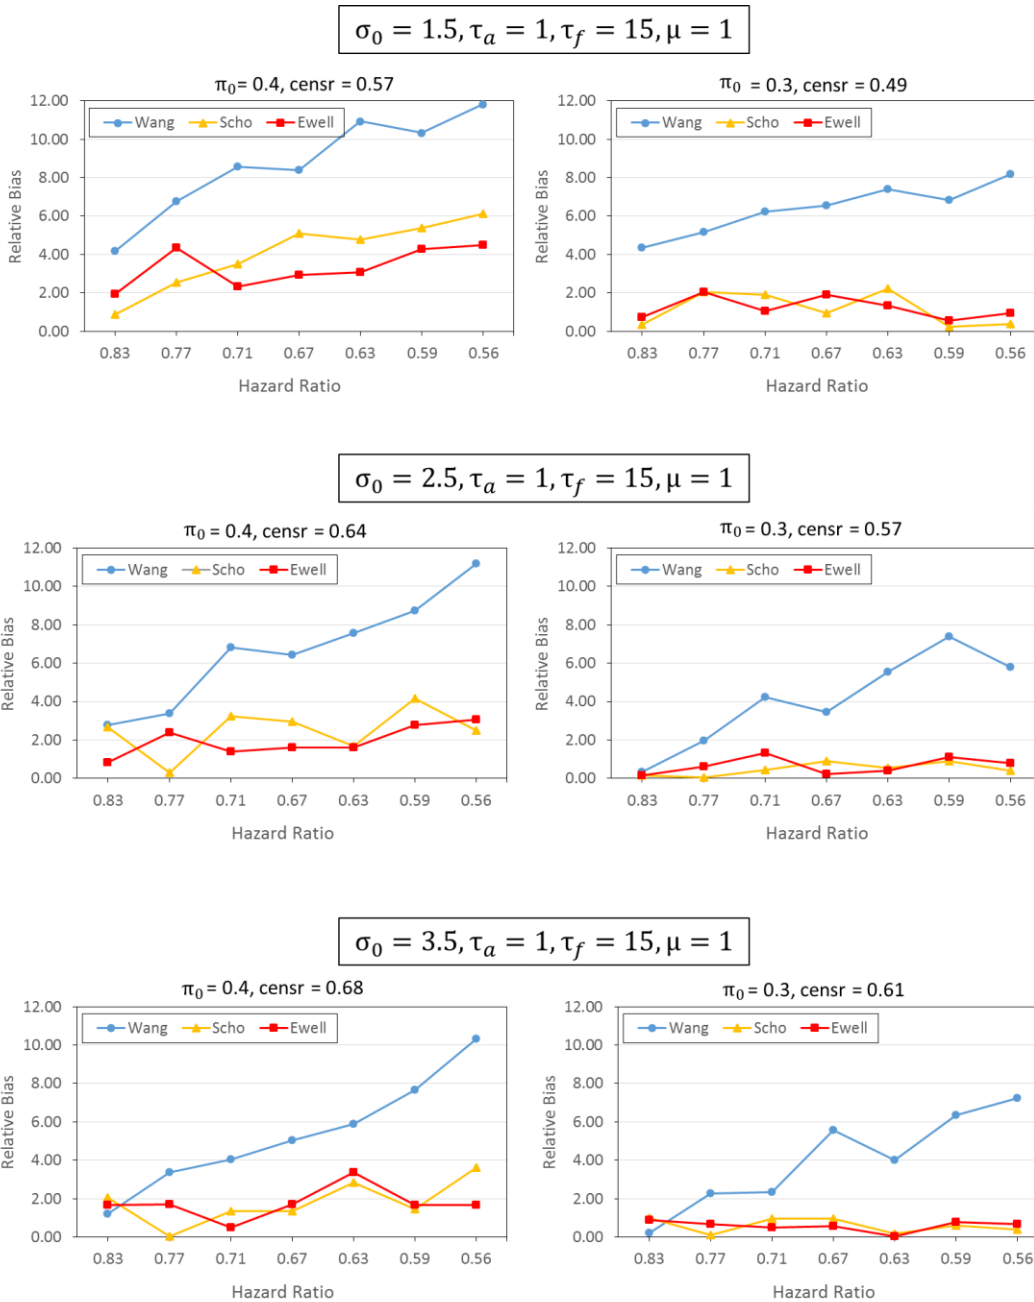 σ₀ = 1.5, τₐ = 1, τ_f = 15, μ = 1
π₀ = 0.4, censr = 0.57
12.00
10.00
8.00
6.00
4.00
2.00
0.00
Relative Bias
Wang Scho Ewell
0.83 0.77 0.71 0.67 0.63 0.59 0.56
Hazard Ratio
π₀ = 0.3, censr = 0.49
12.00
10.00
8.00
6.00
4.00
2.00
0.00
Relative Bias
Wang Scho Ewell
0.83 0.77 0.71 0.67 0.63 0.59 0.56
Hazard Ratio
σ₀ = 2.5, τₐ = 1, τ_f = 15, μ = 1
π₀ = 0.4, censr = 0.64
12.00
10.00
8.00
6.00
4.00
2.00
0.00
Relative Bias
Wang Scho Ewell
0.83 0.77 0.71 0.67 0.63 0.59 0.56
Hazard Ratio
π₀ = 0.3, censr = 0.57
12.00
10.00
8.00
6.00
4.00
2.00
0.00
Relative Bias
Wang Scho Ewell
0.83 0.77 0.71 0.67 0.63 0.59 0.56
Hazard Ratio
σ₀ = 3.5, τₐ = 1, τ_f = 15, μ = 1
π₀ = 0.4, censr = 0.68
12.00
10.00
8.00
6.00
4.00
2.00
0.00
Relative Bias
Wang Scho Ewell
0.83 0.77 0.71 0.67 0.63 0.59 0.56
Hazard Ratio
π₀ = 0.3, censr = 0.61
12.00
10.00
8.00
6.00
4.00
2.00
0.00
Relative Bias
Wang Scho Ewell
0.83 0.77 0.71 0.67 0.63 0.59 0.56
Hazard Ratio